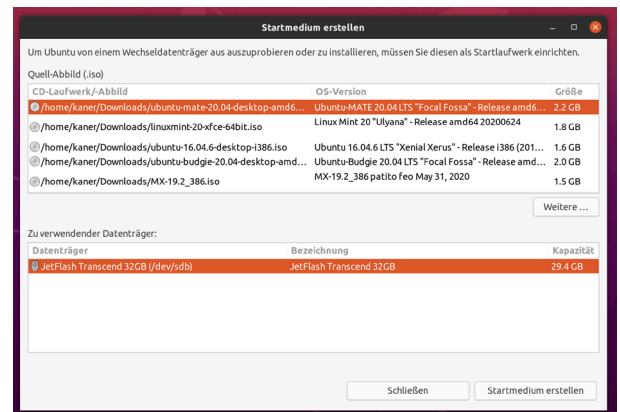 Startmedium erstellen
Um Ubuntu von einem Wechseldatenträger aus auszuprobieren oder zu installieren, müssen Sie diesen als Startlaufwerk einrichten.
Quell-Abbild (.iso)
CD-Laufwerk/-Abbild OS-Version Größe
/home/kaner/Downloads/ubuntu-mate-20.04-desktop-amd6... Ubuntu-MATE 20.04 LTS "Focal Fossa" - Release amd6... 2.2 GB
/home/kaner/Downloads/linuxmint-20-xfce-64bit.iso Linux Mint 20 "Ulyana" - Release amd64 20200624 1.8 GB
/home/kaner/Downloads/ubuntu-16.04.6-desktop-i386.iso Ubuntu 16.04.6 LTS "Xenial Xerus" - Release i386 (201... 1.6 GB
/home/kaner/Downloads/ubuntu-budgie-20.04-desktop-amd... Ubuntu-Budgie 20.04 LTS "Focal Fossa" - Release amd... 2.0 GB
/home/kaner/Downloads/MX-19.2_386.iso MX-19.2_386 patito feo May 31, 2020 1.5 GB
Weitere ...
Zu verwendender Datenträger:
Datenträger Bezeichnung Kapazität
JetFlash Transcend 32GB (/dev/sdb) JetFlash Transcend 32GB 29.4 GB
Schließen Startmedium erstellen